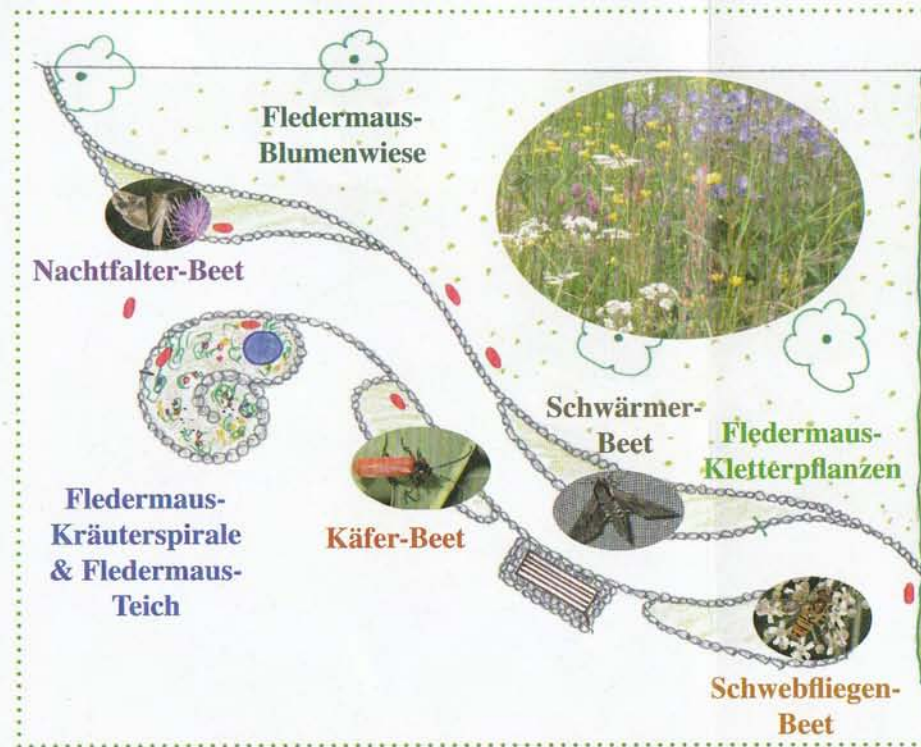 Fledermaus-
Blumenwiese
Nachtfalter-Beet
Schwärmer-
Beet
Fledermaus-
Kletterpflanzen
Fledermaus-
Kräuterspirale
& Fledermaus-
Teich
Käfer-Beet
Schwebfliegen-
Beet